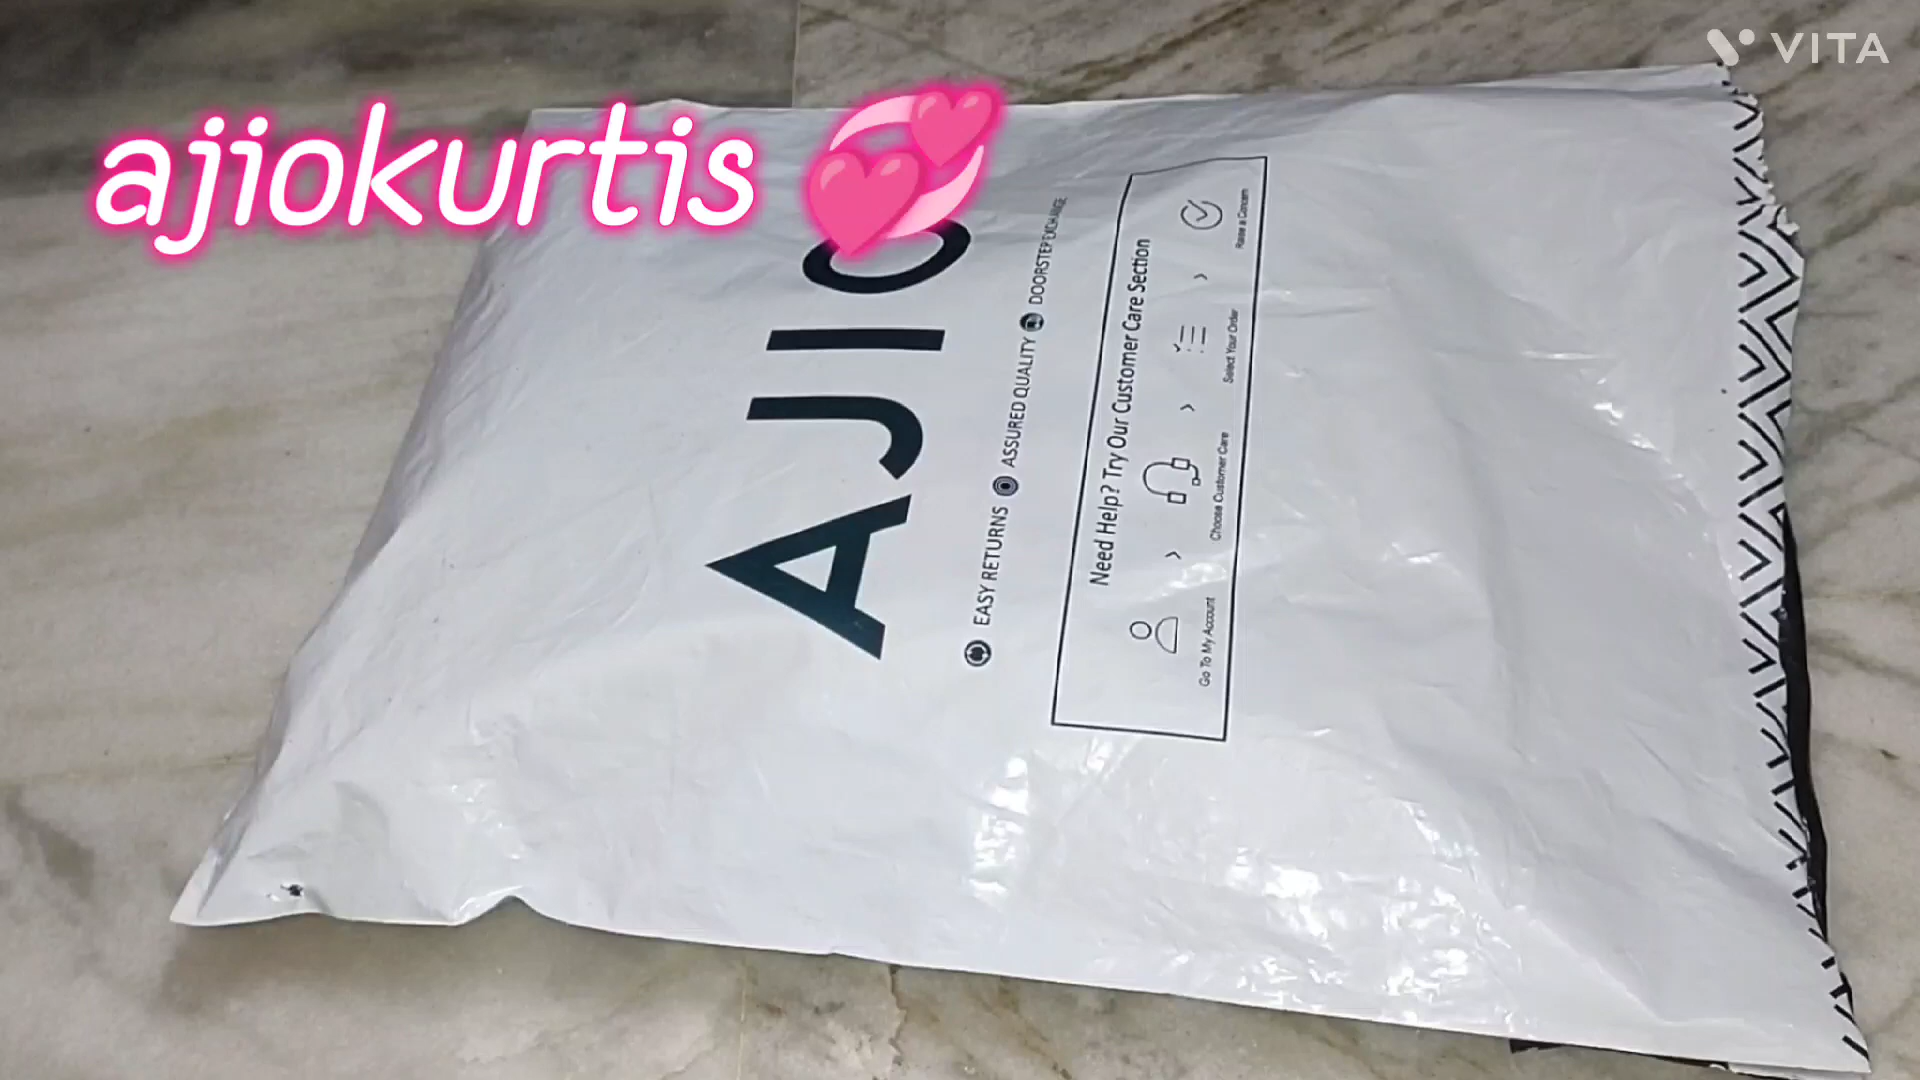 VITA
ajiokurtis 💞
AJIO
EASY RETURNS ASSURED QUALITY DOORSTEP EXCHANGE
Need Help? Try Our Customer Care Section
Go To My Account > Choose Customer Care > Select Your Order > Raise a Concern